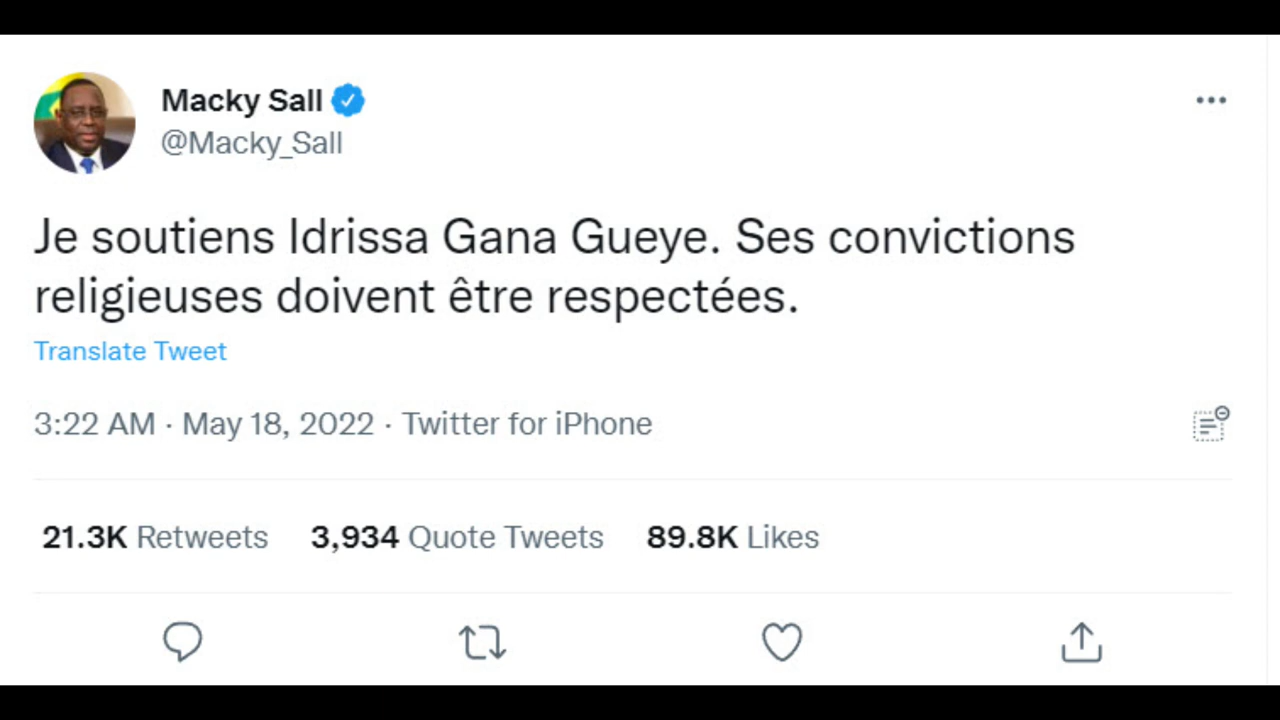 Macky Sall
@Macky_Sall
Je soutiens Idrissa Gana Gueye. Ses convictions
religieuses doivent être respectées.
Translate Tweet
3:22 AM · May 18, 2022 · Twitter for iPhone
21.3K Retweets 3,934 Quote Tweets 89.8K Likes